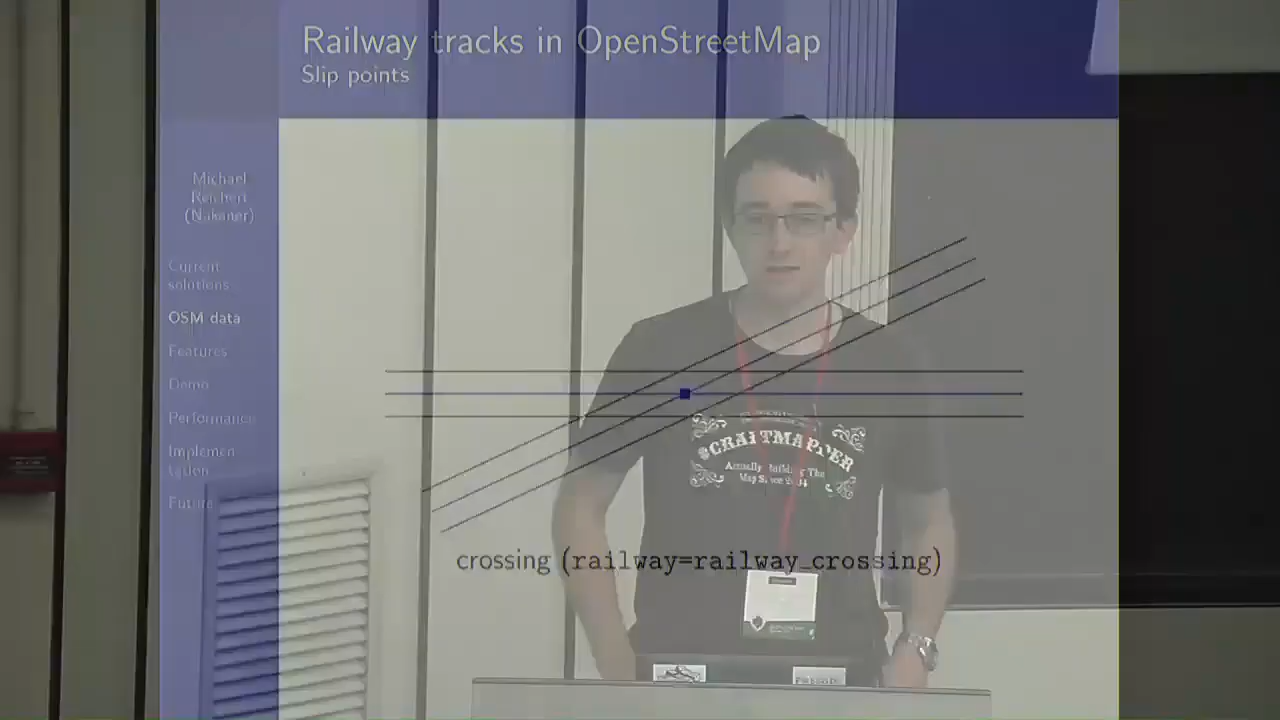 Railway tracks in OpenStreetMap
Slip points
Michael
Reichert
(Nakaner)
Current
solutions
OSM data
Features
Demo
Performance
Implemen
tation
Future
#CRAFTMAPPER
Actually Building The
Map Since 2004
crossing (railway=railway_crossing)